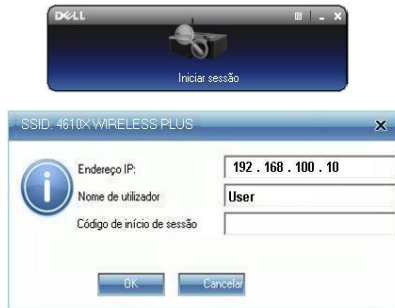 DELL
Iniciar sessão
SSID: 4610X WIRELESS PLUS
Endereço IP: 192 . 168 . 100 . 10
Nome de utilizador User
Código de início de sessão
OK Cancelar